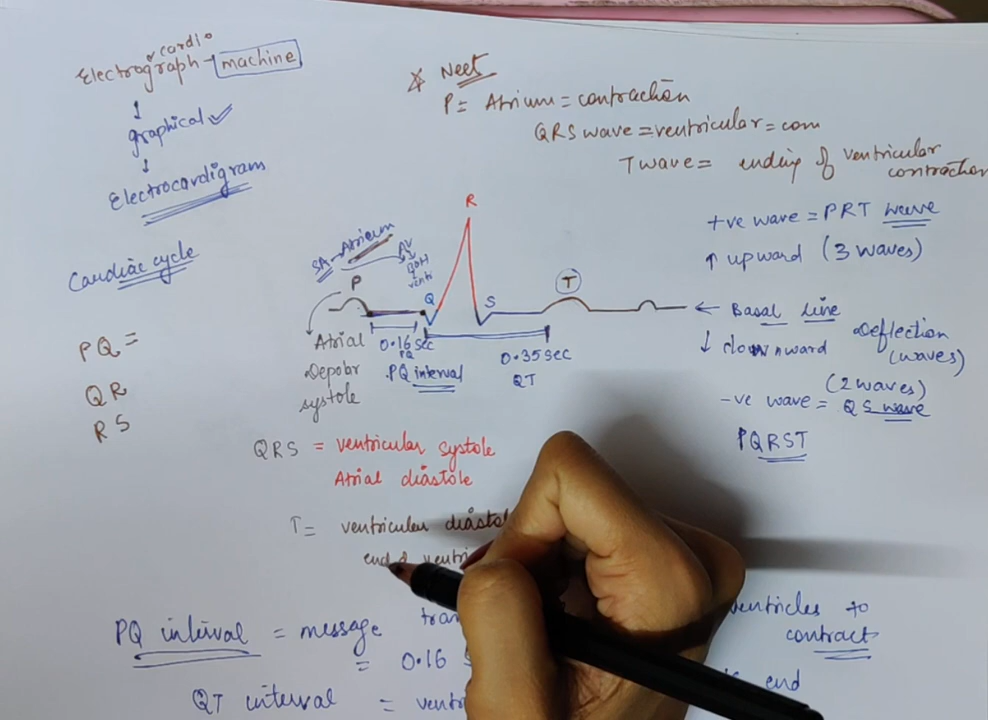 cardio
Electrograph - machine
↓
graphical ✓
↓
Electrocardigram
Cardiac cycle
PQ =
QR
RS
Neet
P = Atrium = contraction
QRS wave = ventricular = com
T wave = ending of ventricular
contraction
+ve wave = PRT wave
↑ upward (3 waves)
← Basal line
Deflection
(waves)
↓ downward
(2 waves)
-ve wave = QS wave
PQRST
SA - Atrium
AV
P
Q
R
S
T
Atrial
systole
0.16 sec
PQ
PQ interval
0.35 sec
QT
QRS = ventricular systole
Atrial diastole
T = ventricular
end
PQ interval = message
ventricles to
contract
= 0.16
QT interval =
end